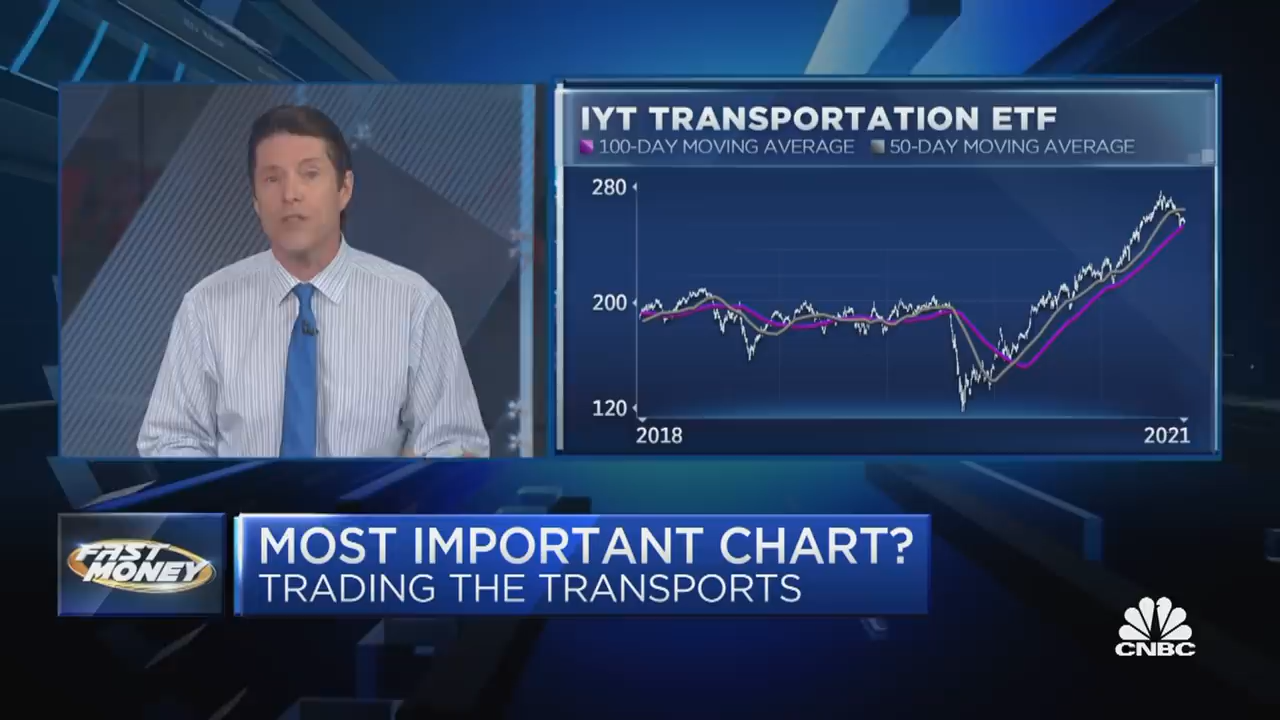 IYT TRANSPORTATION ETF
100-DAY MOVING AVERAGE 50-DAY MOVING AVERAGE
280
200
120
2018 2021
FAST
MONEY
MOST IMPORTANT CHART?
TRADING THE TRANSPORTS
CNBC